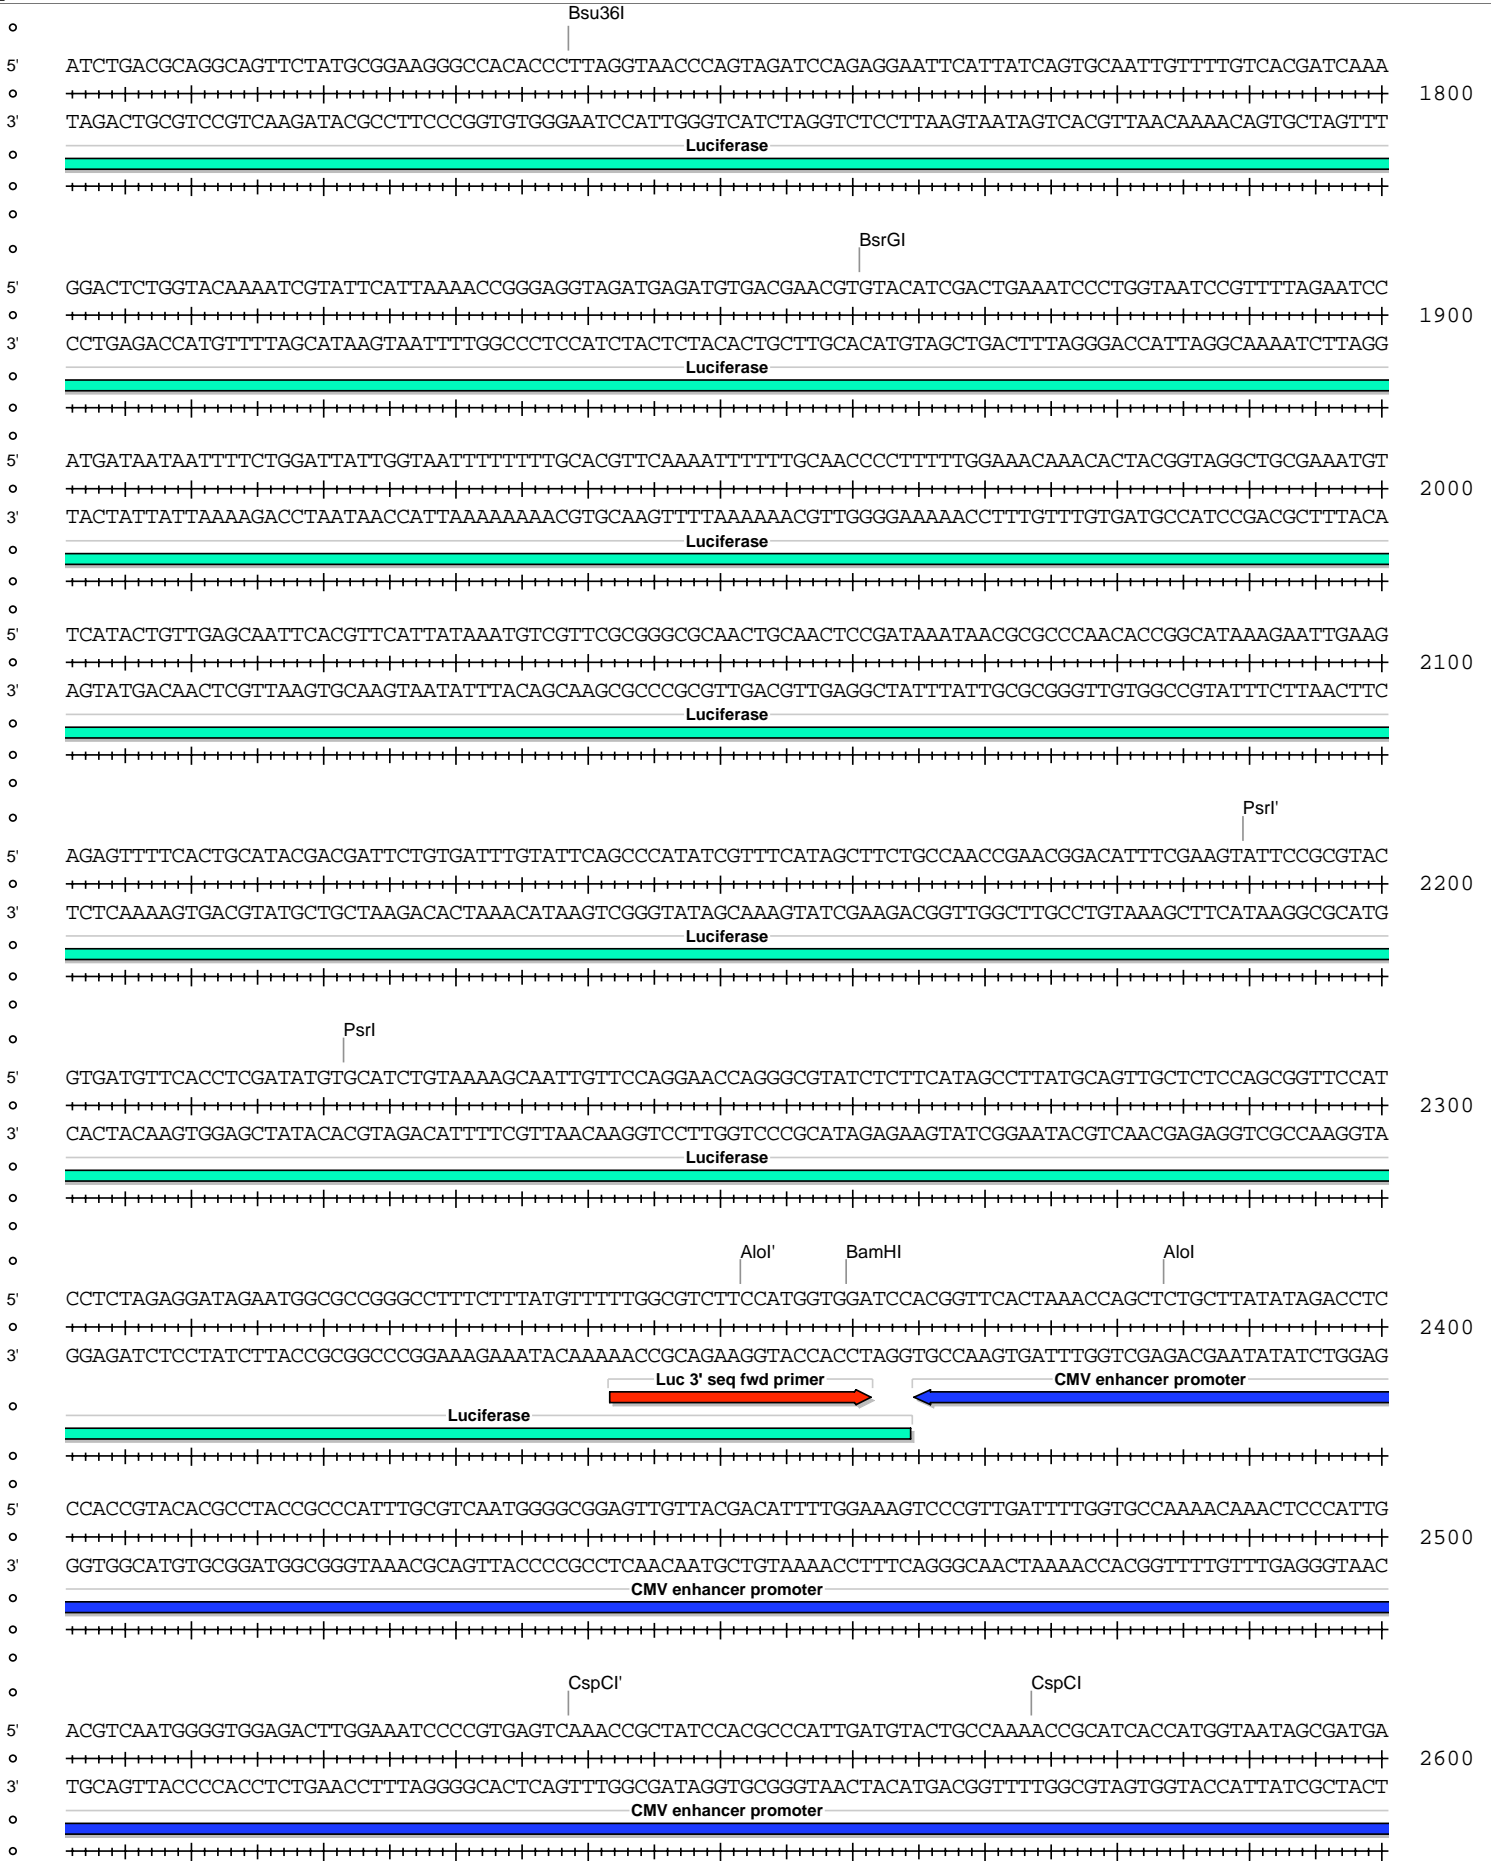 Bsu36I
5' ATCTGACGCAGGCAGTTCTATGCGGAAGGGCCACACCCTTAGGTAACCCAGTAGATCCAGAGGAATTCATTATCAGTGCAATTGTTTTGTCACGATCAAA
1800
3' TAGACTGCGTCCGTCAAGATACGCCTTCCCGGTGTGGGAATCCATTGGGTCATCTAGGTCTCCTTAAGTAATAGTCACGTTAACAAAACAGTGCTAGTTT
Luciferase
BsrGI
5' GGACTCTGGTACAAAATCGTATTCATTAAAACCGGGAGGTAGATGAGATGTGACGAACGTGTACATCGACTGAAATCCCTGGTAATCCGTTTTAGAATCC
1900
3' CCTGAGACCATGTTTTAGCATAAGTAATTTTGGCCCTCCATCTACTCTACACTGCTTGCACATGTAGCTGACTTTAGGGACCATTAGGCAAAATCTTAGG
Luciferase
5' ATGATAATAATTTTCTGGATTATTGGTAATTTTTTTTGCACGTTCAAAATTTTTTGCAACCCCTTTTTGGAAACAAACACTACGGTAGGCTGCGAAATGT
2000
3' TACTATTATTAAAAGACCTAATAACCATTAAAAAAAACGTGCAAGTTTTAAAAAACGTTGGGGAAAAACCTTTGTTTGTGATGCCATCCGACGCTTTACA
Luciferase
5' TCATACTGTTGAGCAATTCACGTTCATTATAAATGTCGTTCGCGGGCGCAACTGCAACTCCGATAAATAACGCGCCCAACACCGGCATAAAGAATTGAAG
2100
3' AGTATGACAACTCGTTAAGTGCAAGTAATATTTACAGCAAGCGCCCGCGTTGACGTTGAGGCTATTTATTGCGCGGGTTGTGGCCGTATTTCTTAACTTC
Luciferase
PsrI'
5' AGAGTTTTCACTGCATACGACGATTCTGTGATTTGTATTCAGCCCATATCGTTTCATAGCTTCTGCCAACCGAACGGACATTTCGAAGTATTCCGCGTAC
2200
3' TCTCAAAAGTGACGTATGCTGCTAAGACACTAAACATAAGTCGGGTATAGCAAAGTATCGAAGACGGTTGGCTTGCCTGTAAAGCTTCATAAGGCGCATG
Luciferase
PsrI
5' GTGATGTTCACCTCGATATGTGCATCTGTAAAAGCAATTGTTCCAGGAACCAGGGCGTATCTCTTCATAGCCTTATGCAGTTGCTCTCCAGCGGTTCCAT
2300
3' CACTACAAGTGGAGCTATACACGTAGACATTTTCGTTAACAAGGTCCTTGGTCCCGCATAGAGAAGTATCGGAATACGTCAACGAGAGGTCGCCAAGGTA
Luciferase
AloI' BamHI AloI
5' CCTCTAGAGGATAGAATGGCGCCGGGCCTTTCTTTATGTTTTTGGCGTCTTCCATGGTGGATCCACGGTTCACTAAACCAGCTCTGCTTATATAGACCTC
2400
3' GGAGATCTCCTATCTTACCGCGGCCCGGAAAGAAATACAAAAACCGCAGAAGGTACCACCTAGGTGCCAAGTGATTTGGTCGAGACGAATATATCTGGAG
Luc 3' seq fwd primer CMV enhancer promoter
Luciferase
5' CCACCGTACACGCCTACCGCCCATTTGCGTCAATGGGGCGGAGTTGTTACGACATTTTGGAAAGTCCCGTTGATTTTGGTGCCAAAACAAACTCCCATTG
2500
3' GGTGGCATGTGCGGATGGCGGGTAAACGCAGTTACCCCGCCTCAACAATGCTGTAAAACCTTTCAGGGCAACTAAAACCACGGTTTTGTTTGAGGGTAAC
CMV enhancer promoter
CspCI' CspCI
5' ACGTCAATGGGGTGGAGACTTGGAAATCCCCGTGAGTCAAACCGCTATCCACGCCCATTGATGTACTGCCAAAACCGCATCACCATGGTAATAGCGATGA
2600
3' TGCAGTTACCCCACCTCTGAACCTTTAGGGGCACTCAGTTTGGCGATAGGTGCGGGTAACTACATGACGGTTTTGGCGTAGTGGTACCATTATCGCTACT
CMV enhancer promoter